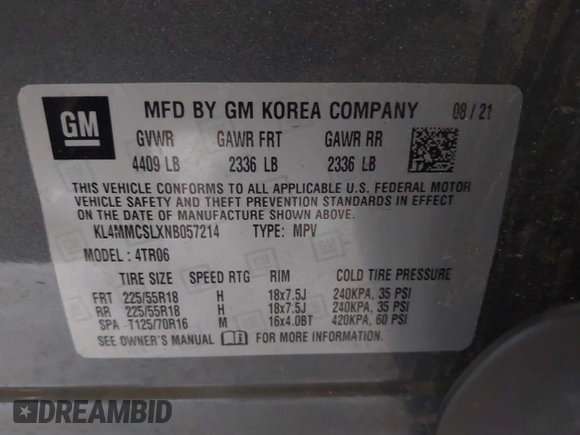 GM
MFD BY GM KOREA COMPANY 08/21
GVWR GAWR FRT GAWR RR
4409 LB 2336 LB 2336 LB
THIS VEHICLE CONFORMS TO ALL APPLICABLE U.S. FEDERAL MOTOR
VEHICLE SAFETY AND THEFT PREVENTION STANDARDS IN EFFECT
ON THE DATE OF MANUFACTURE SHOWN ABOVE.
KL4MMCSLXNB057214 TYPE: MPV
MODEL: 4TR06
TIRE SIZE SPEED RTG RIM COLD TIRE PRESSURE
FRT 225/55R18 H 18x7.5J 240KPA, 35 PSI
RR 225/55R18 H 18x7.5J 240KPA, 35 PSI
SPA T125/70R16 M 16x4.0BT 420KPA, 60 PSI
SEE OWNER'S MANUAL FOR MORE INFORMATION.
DREAMBID